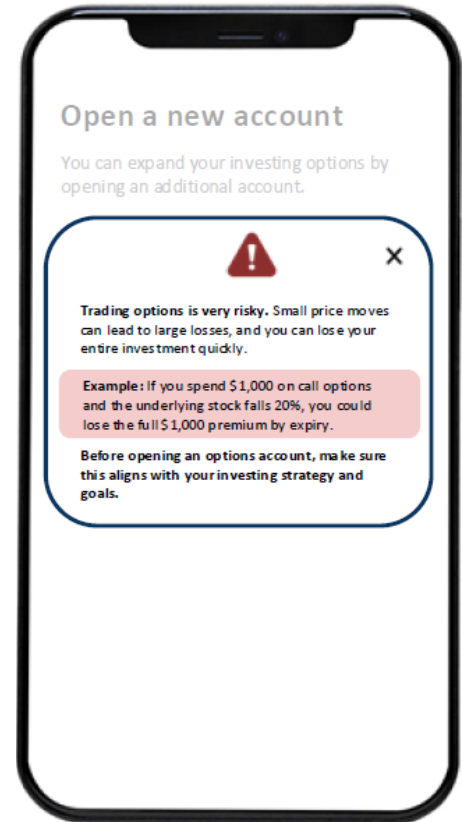 Open a new account
You can expand your investing options by
opening an additional account.
Trading options is very risky. Small price moves
can lead to large losses, and you can lose your
entire investment quickly.
Example: If you spend $1,000 on call options
and the underlying stock falls 20%, you could
lose the full $1,000 premium by expiry.
Before opening an options account, make sure
this aligns with your investing strategy and
goals.